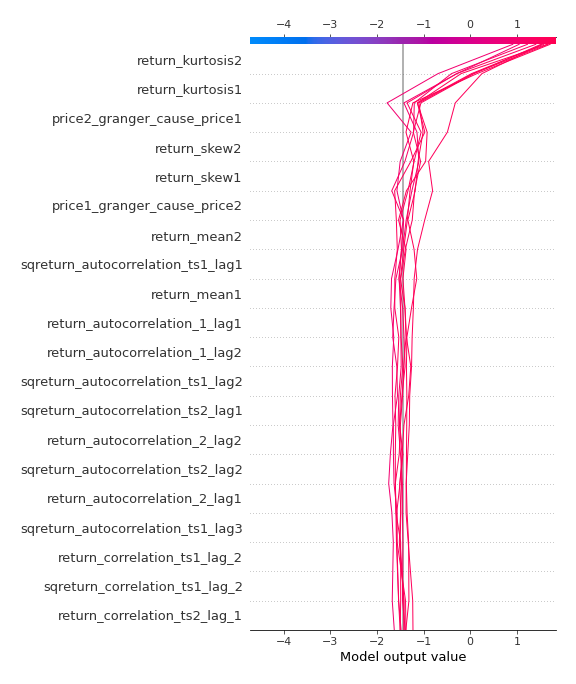 −4 −3 −2 −1 0 1
return_kurtosis2
return_kurtosis1
price2_granger_cause_price1
return_skew2
return_skew1
price1_granger_cause_price2
return_mean2
sqreturn_autocorrelation_ts1_lag1
return_mean1
return_autocorrelation_1_lag1
return_autocorrelation_1_lag2
sqreturn_autocorrelation_ts1_lag2
sqreturn_autocorrelation_ts2_lag1
return_autocorrelation_2_lag2
sqreturn_autocorrelation_ts2_lag2
return_autocorrelation_2_lag1
sqreturn_autocorrelation_ts1_lag3
return_correlation_ts1_lag_2
sqreturn_correlation_ts1_lag_2
return_correlation_ts2_lag_1
−4 −3 −2 −1 0 1
Model output value